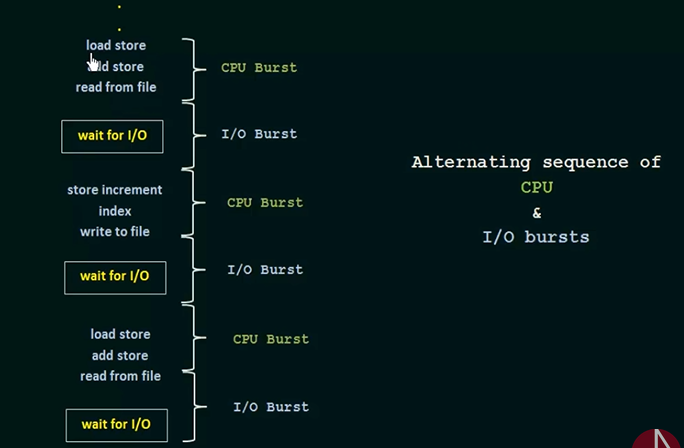 load store
add store
read from file
CPU Burst
wait for I/O
I/O Burst
store increment
index
write to file
CPU Burst
wait for I/O
I/O Burst
load store
add store
read from file
CPU Burst
wait for I/O
I/O Burst
Alternating sequence of
CPU
&
I/O bursts